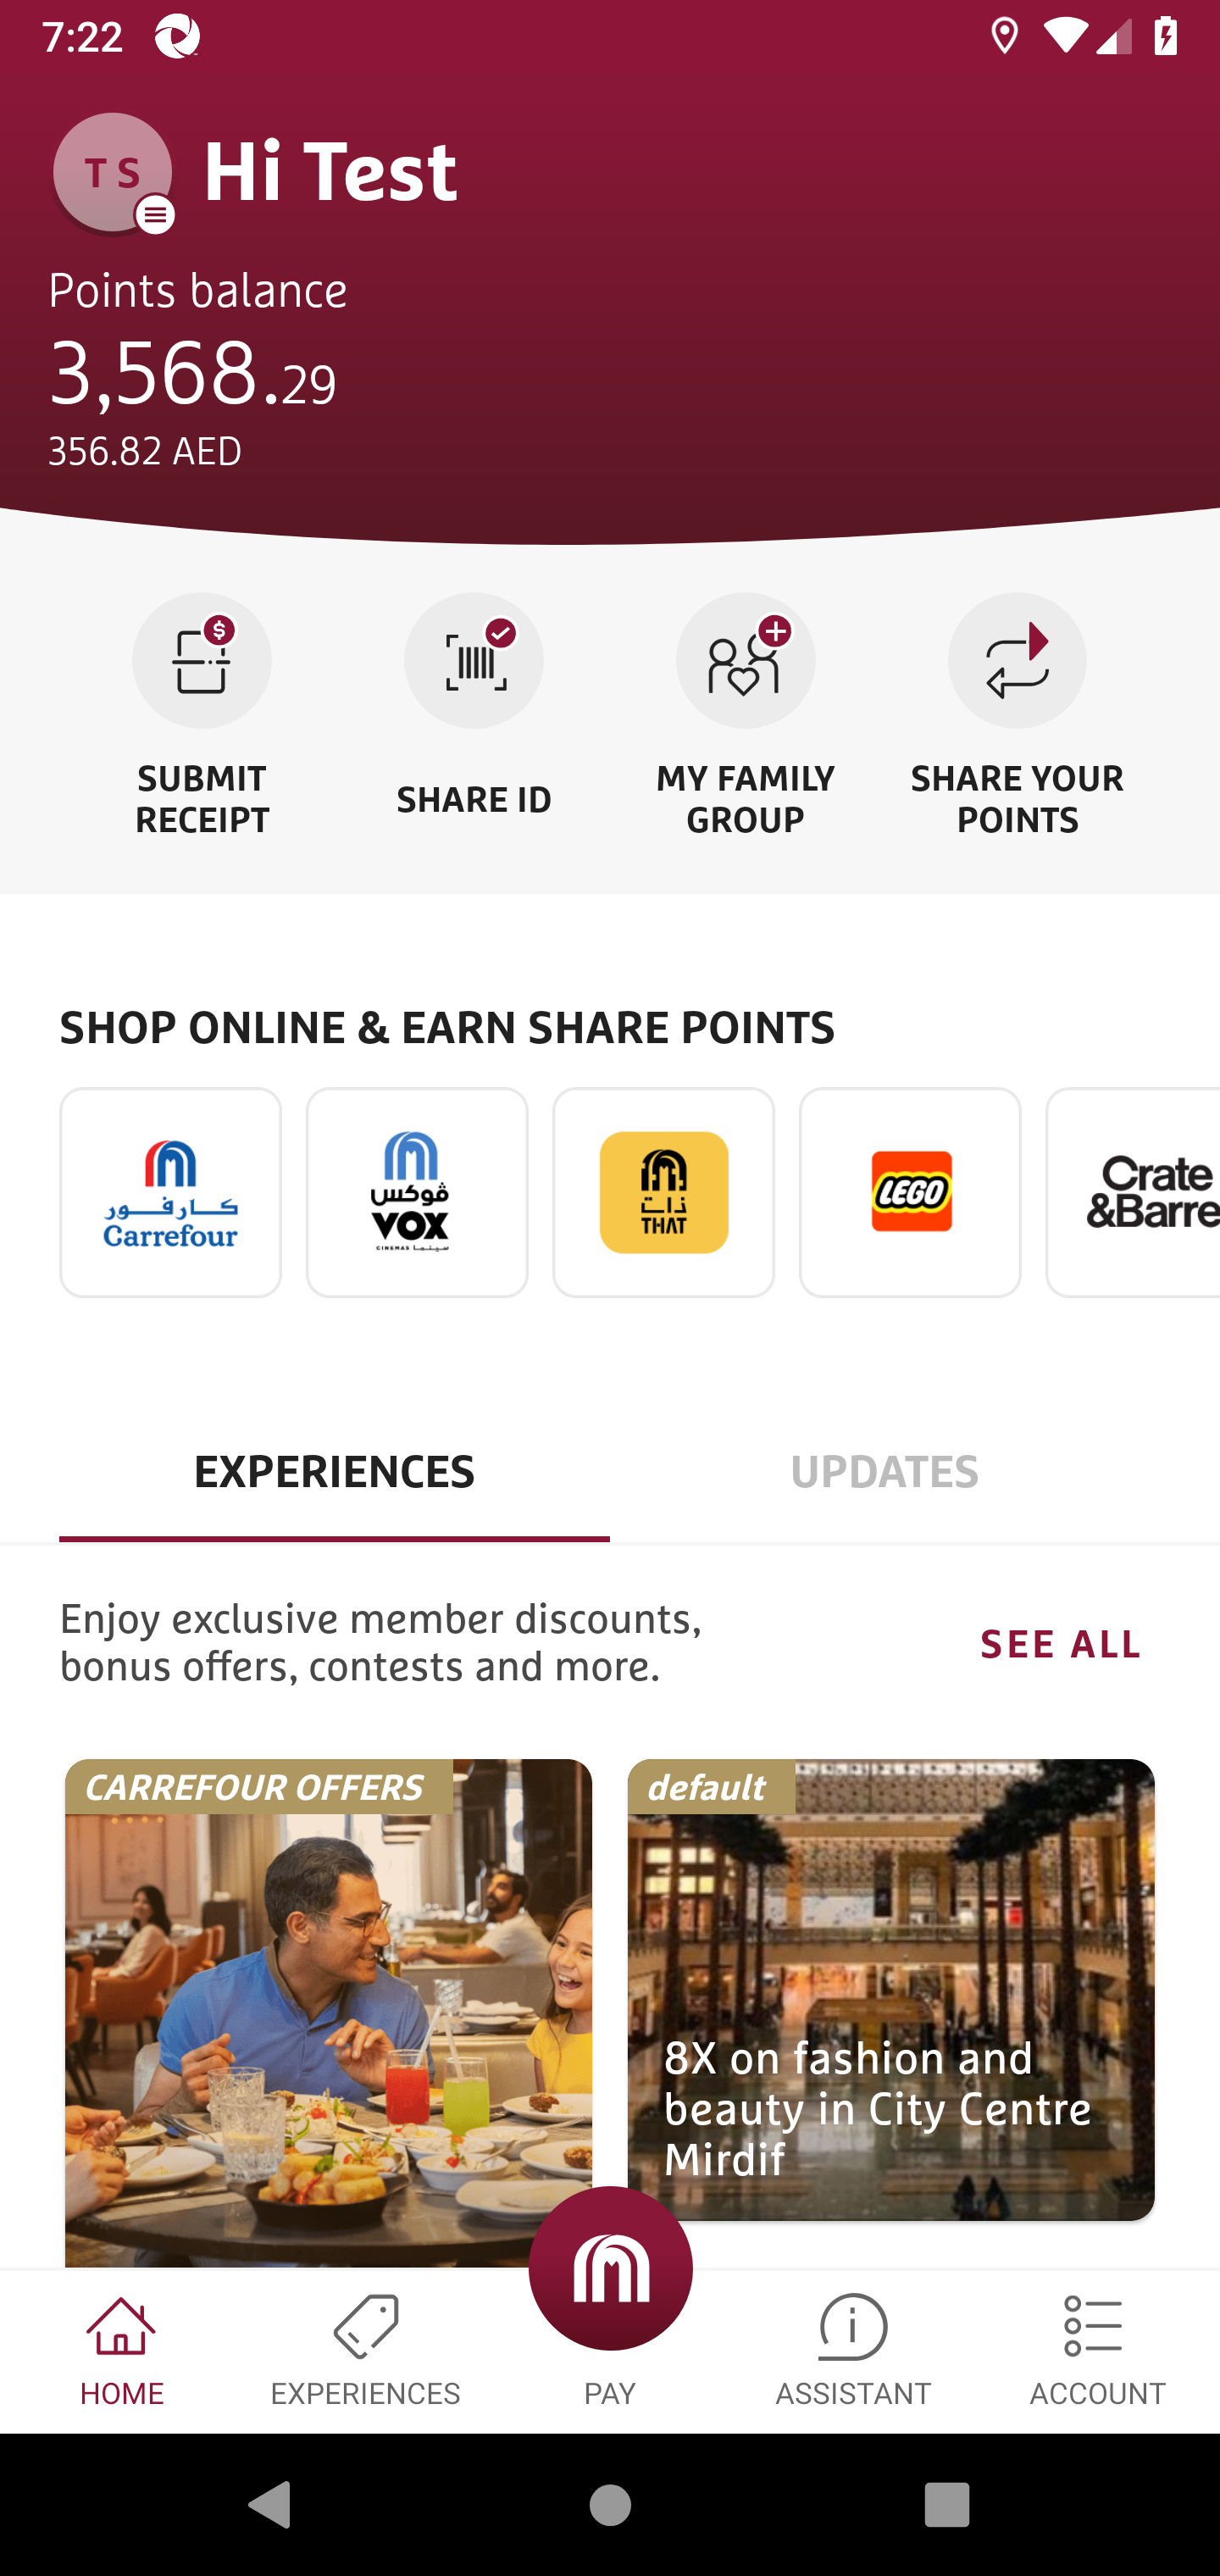 7:22
T S
Hi Test
Points balance
3,568.29
356.82 AED
SUBMIT
RECEIPT
SHARE ID
MY FAMILY
GROUP
SHARE YOUR
POINTS
SHOP ONLINE & EARN SHARE POINTS
كارفور
Carrefour
ڤوكس
VOX
CINEMAS سينما
ذات
THAT
LEGO
Crate
&Barre
EXPERIENCES
UPDATES
Enjoy exclusive member discounts,
bonus offers, contests and more.
SEE ALL
CARREFOUR OFFERS
default
8X on fashion and
beauty in City Centre
Mirdif
HOME
EXPERIENCES
PAY
ASSISTANT
ACCOUNT